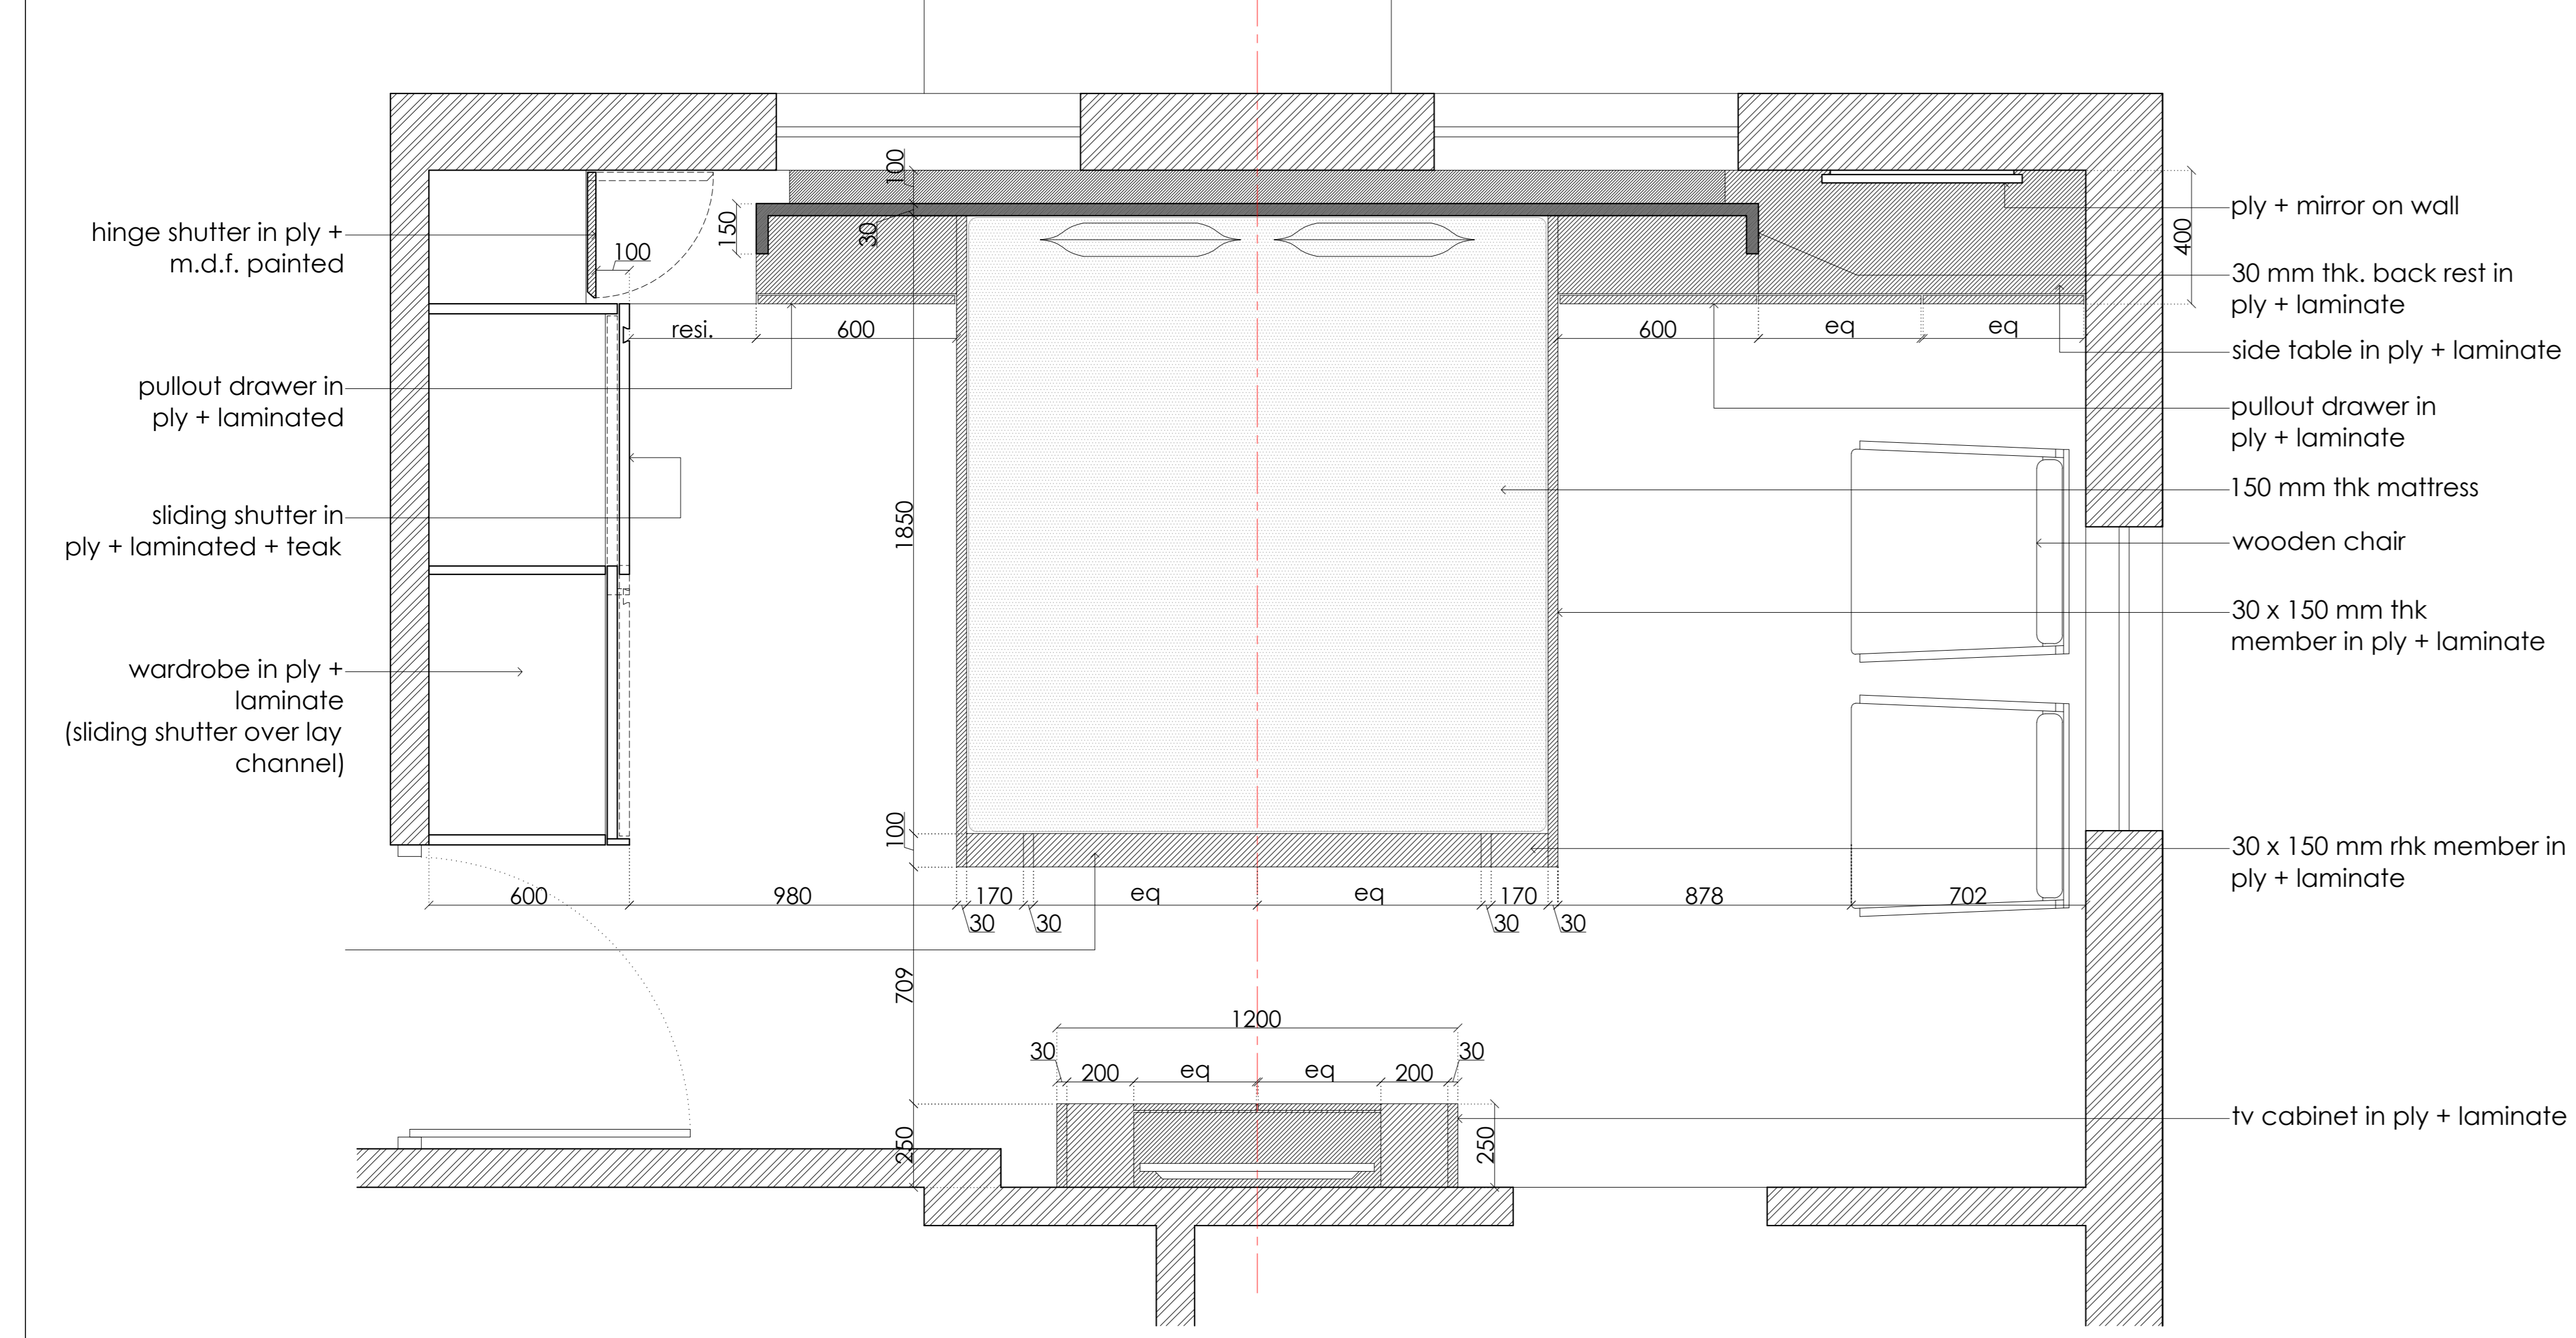 hinge shutter in ply +
m.d.f. painted
pullout drawer in
ply + laminated
sliding shutter in
ply + laminated + teak
wardrobe in ply +
laminate
(sliding shutter over lay
channel)
100
150
30
100
resi.
600
1850
100
600
eq
eq
400
600
980
170
eq
eq
170
878
702
30
30
30
30
709
1200
30
30
200
eq
eq
200
250
250
ply + mirror on wall
30 mm thk. back rest in
ply + laminate
side table in ply + laminate
pullout drawer in
ply + laminate
150 mm thk mattress
wooden chair
30 x 150 mm thk
member in ply + laminate
30 x 150 mm rhk member in
ply + laminate
tv cabinet in ply + laminate